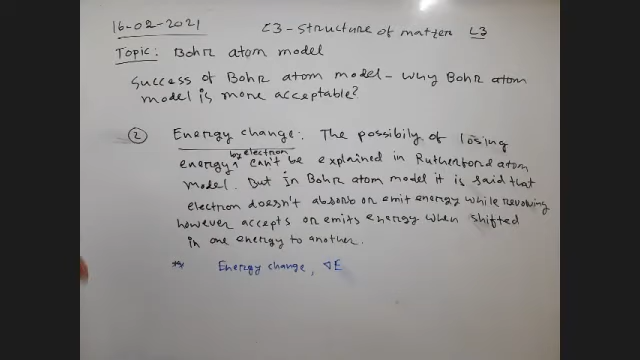 16-02-2021 C3-Structure of matter L3
Topic: Bohr atom model
Success of Bohr atom model - why Bohr atom
model is more acceptable?
② Energy change: The possibily of losing
by electron
energy ^ can't be explained in Rutherford atom
model. But in Bohr atom model it is said that
electron doesn't absorb or emit energy while revolving
however accepts or emits energy when shifted
in one energy to another.
** Energy change, ∇E